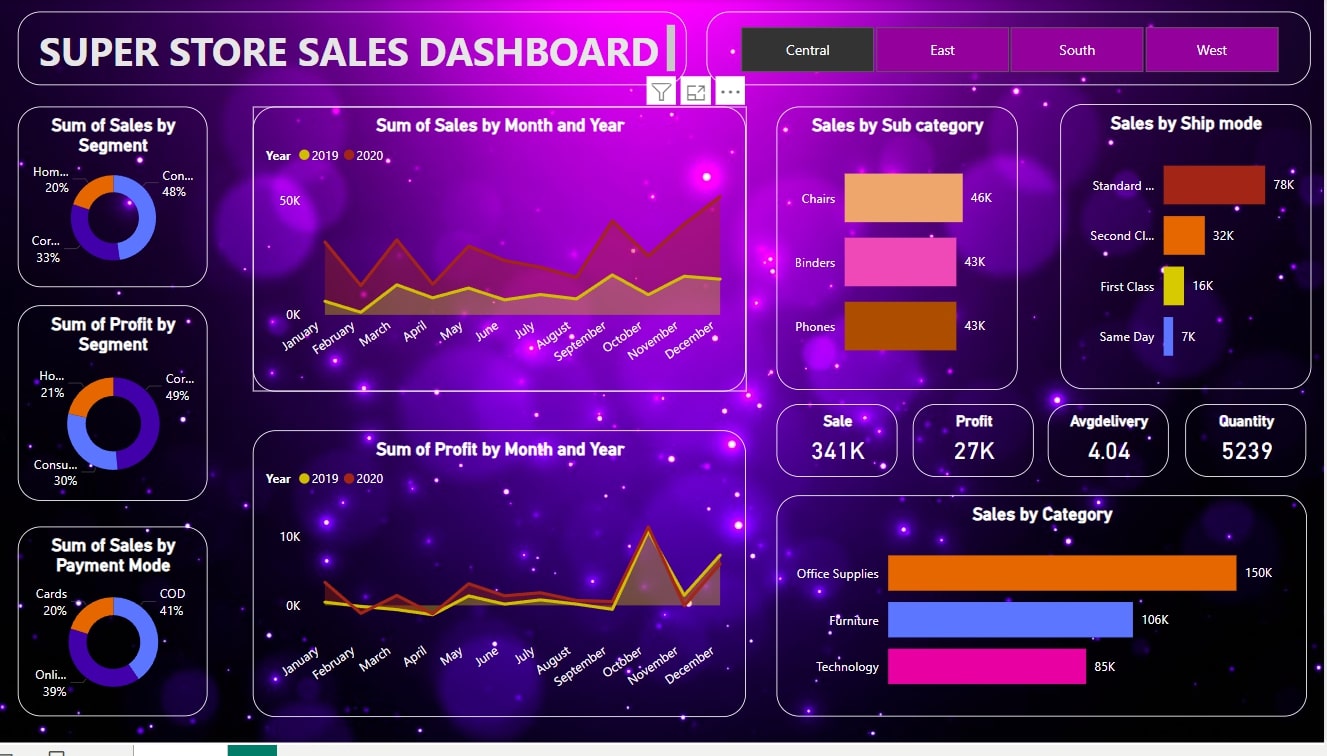 SUPER STORE SALES DASHBOARD
Central
East
South
West
Sum of Sales by
Segment
Hom...
20%
Con...
48%
Cor...
33%
Sum of Sales by Month and Year
Year 2019 2020
50K
0K
January
February
March
April
May
June
July
August
September
October
November
December
Sales by Sub category
Chairs 46K
Binders 43K
Phones 43K
Sales by Ship mode
Standard ... 78K
Second Cl... 32K
First Class 16K
Same Day 7K
Sum of Profit by
Segment
Ho...
21%
Cor...
49%
Consu...
30%
Sum of Profit by Month and Year
Year 2019 2020
10K
0K
January
February
March
April
May
June
July
August
September
October
November
December
Sale
341K
Profit
27K
Avgdelivery
4.04
Quantity
5239
Sum of Sales by
Payment Mode
Cards
20%
COD
41%
Onli...
39%
Sales by Category
Office Supplies 150K
Furniture 106K
Technology 85K